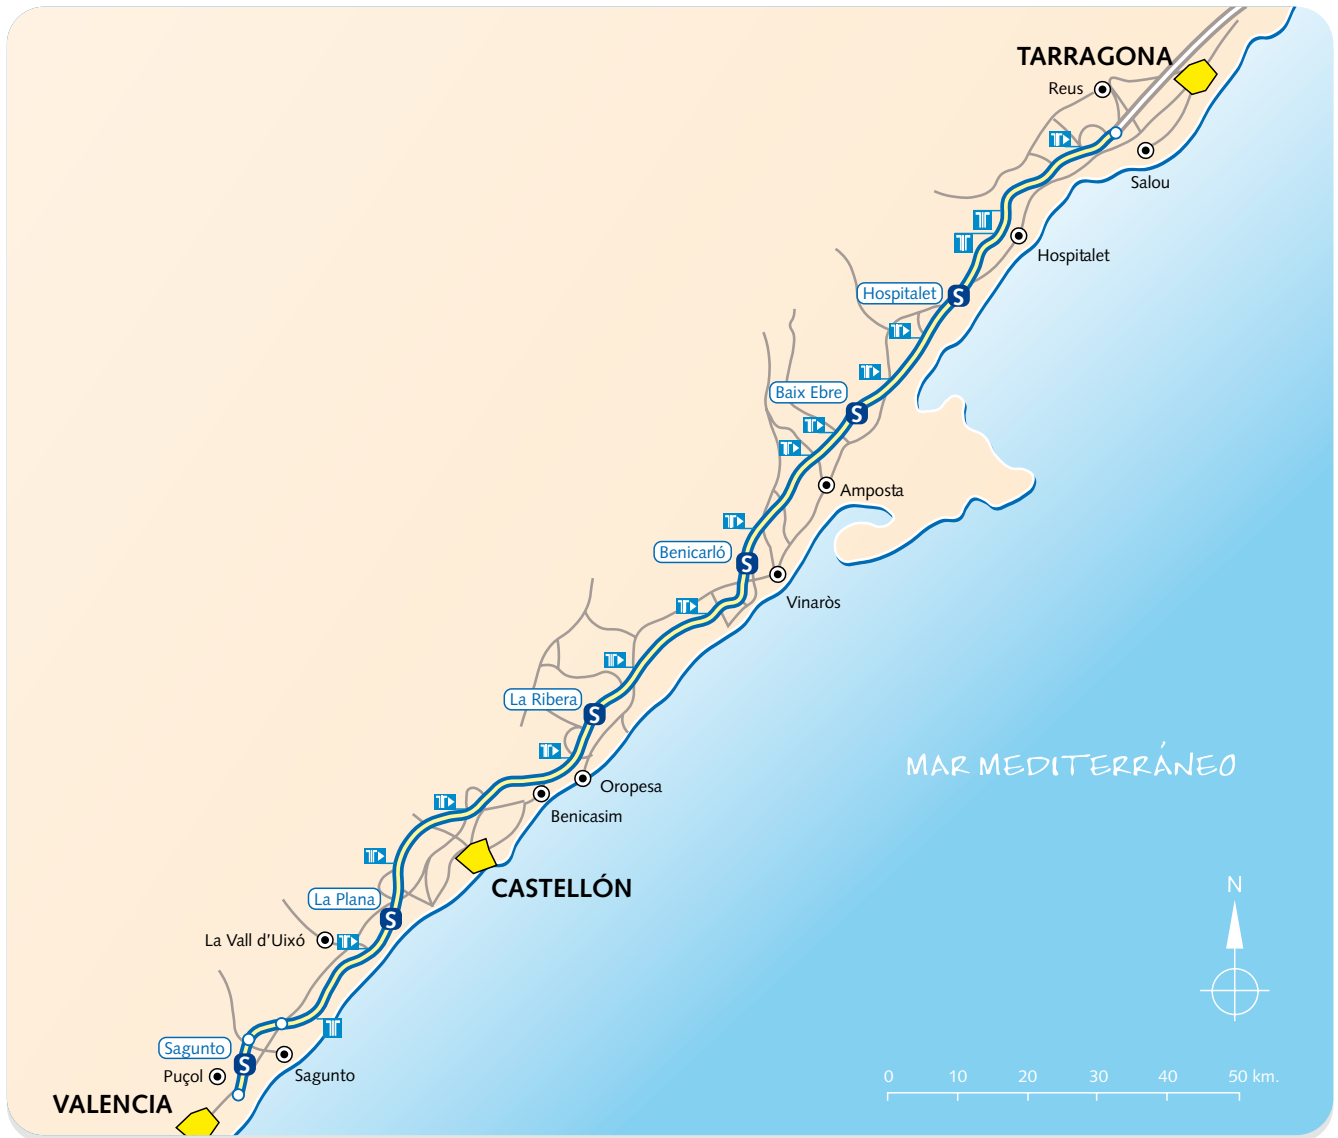 TARRAGONA
Reus
Salou
Hospitalet
Hospitalet
S
Baix Ebre
S
Amposta
Benicarló
S
Vinaròs
La Ribera
S
MAR MEDITERRÁNEO
Oropesa
Benicasim
CASTELLÓN
La Plana
S
La Vall d'Uixó
N
Sagunto
S
Puçol
Sagunto
VALENCIA
0 10 20 30 40 50 km.